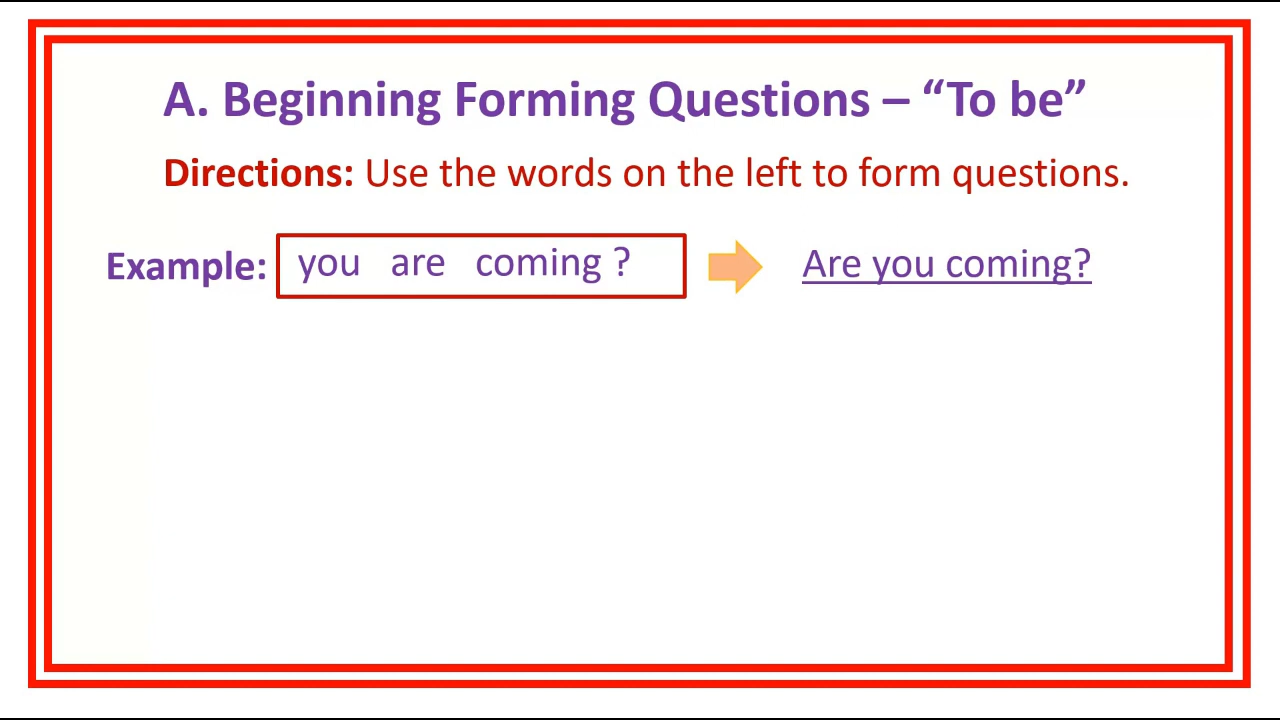 A. Beginning Forming Questions – “To be”
Directions: Use the words on the left to form questions.
Example: you are coming ? Are you coming?